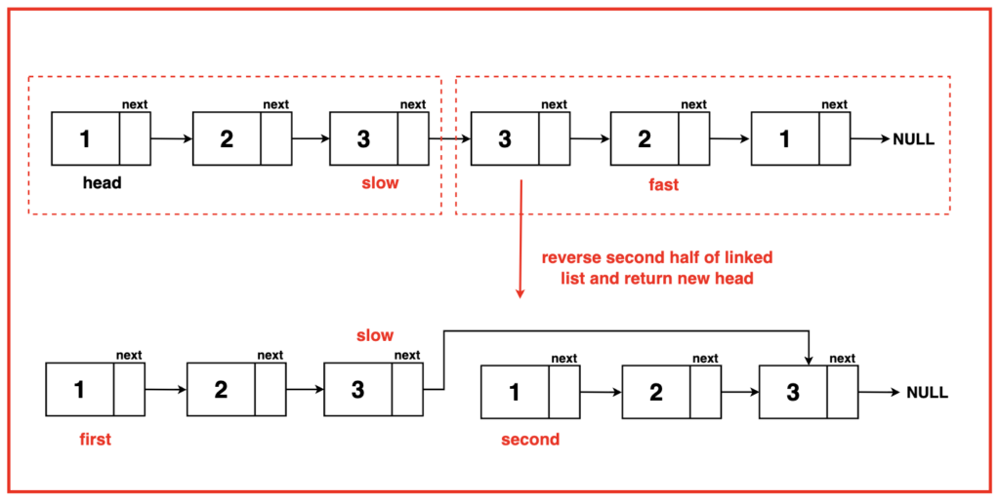 next next next next next next
1 2 3 3 2 1 NULL
head slow fast
reverse second half of linked
list and return new head
slow
next next next next next next
1 2 3 1 2 3 NULL
first second